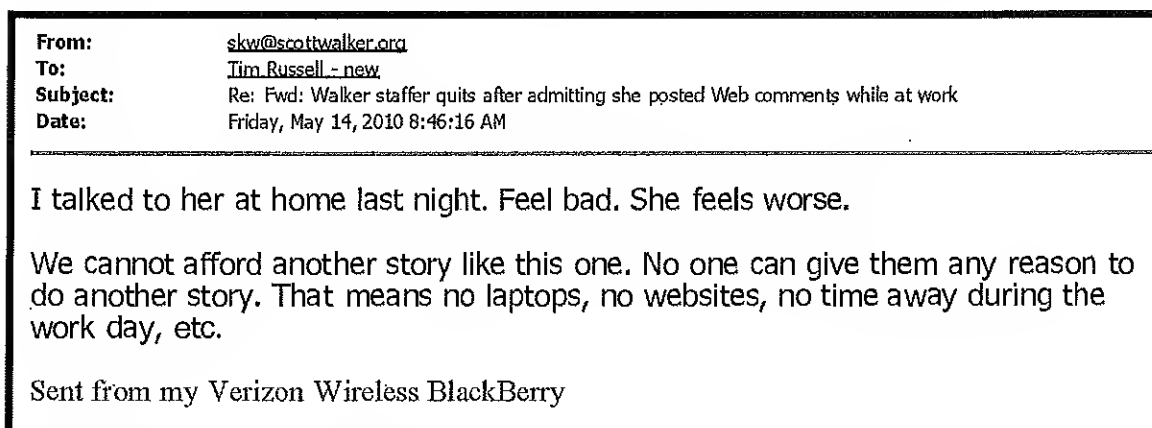 From: skw@scottwalker.org
To: Tim Russell - new
Subject: Re: Fwd: Walker staffer quits after admitting she posted Web comments while at work
Date: Friday, May 14, 2010 8:46:16 AM
I talked to her at home last night. Feel bad. She feels worse.
We cannot afford another story like this one. No one can give them any reason to
do another story. That means no laptops, no websites, no time away during the
work day, etc.
Sent from my Verizon Wireless BlackBerry